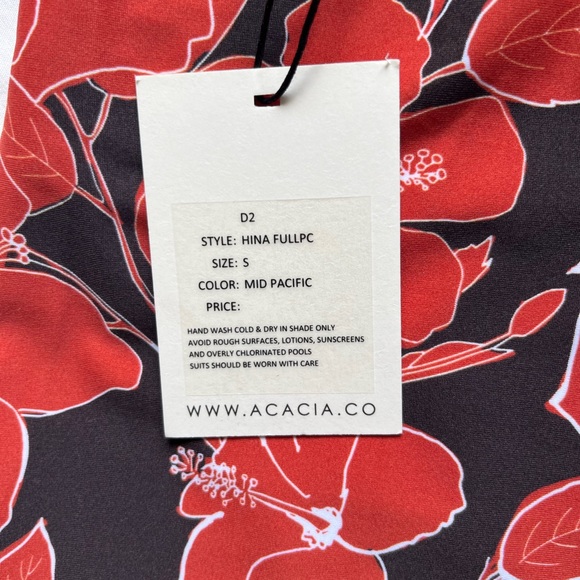 D2
STYLE: HINA FULLPC
SIZE: S
COLOR: MID PACIFIC
PRICE:
HAND WASH COLD & DRY IN SHADE ONLY
AVOID ROUGH SURFACES, LOTIONS, SUNSCREENS
AND OVERLY CHLORINATED POOLS
SUITS SHOULD BE WORN WITH CARE
WWW.ACACIA.CO